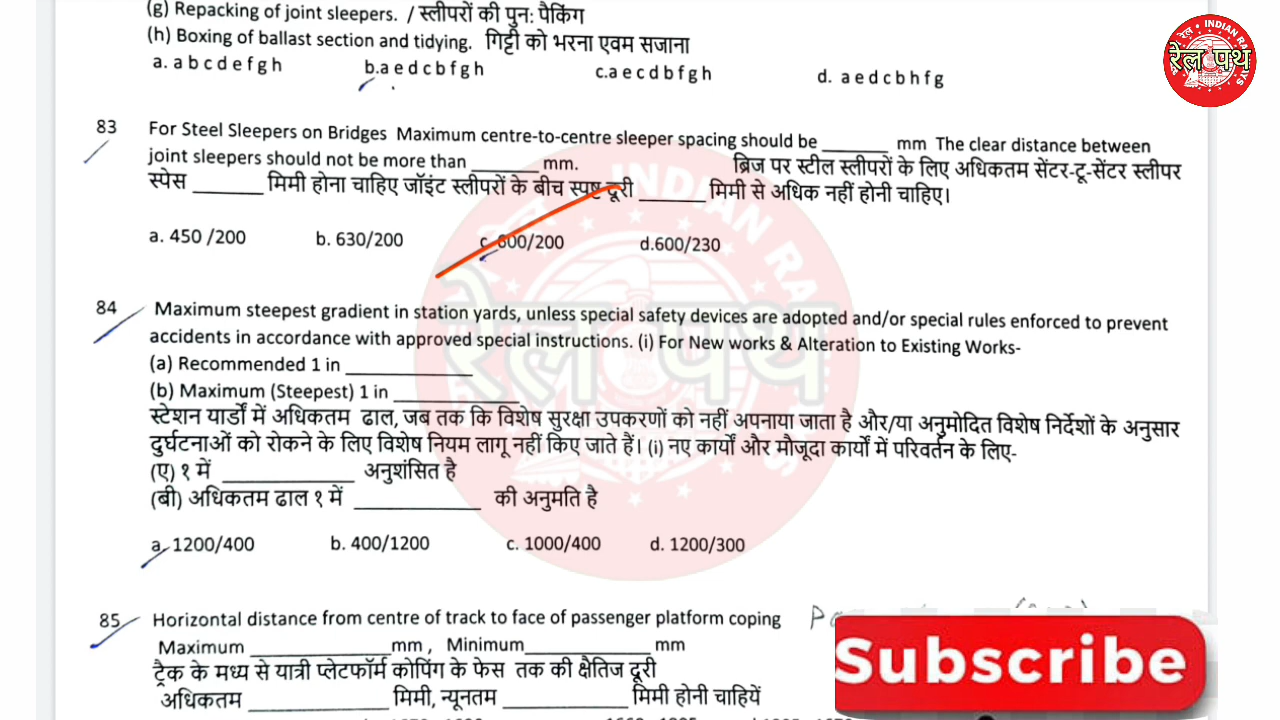 (g) Repacking of joint sleepers. / स्लीपरों की पुन: पैकिंग
(h) Boxing of ballast section and tidying. गिट्टी को भरना एवम सजाना
a. a b c d e f g h b.a e d c b f g h c.a e c d b f g h d. a e d c b h f g
INDIAN RA
रेल पथ
83 For Steel Sleepers on Bridges Maximum centre-to-centre sleeper spacing should be _______ mm The clear distance between
joint sleepers should not be more than _______ mm. ब्रिज पर स्टील स्लीपरों के लिए अधिकतम सेंटर-टू-सेंटर स्लीपर
स्पेस _______ मिमी होना चाहिए जॉइंट स्लीपरों के बीच स्पष्ट दूरी _______ मिमी से अधिक नहीं होनी चाहिए।
a. 450 /200 b. 630/200 c. 600/200 d.600/230
INDIAN RA
रेल पथ
84 Maximum steepest gradient in station yards, unless special safety devices are adopted and/or special rules enforced to prevent
accidents in accordance with approved special instructions. (i) For New works & Alteration to Existing Works-
(a) Recommended 1 in _____________
(b) Maximum (Steepest) 1 in _____________
स्टेशन यार्डों में अधिकतम ढाल, जब तक कि विशेष सुरक्षा उपकरणों को नहीं अपनाया जाता है और/या अनुमोदित विशेष निर्देशों के अनुसार
दुर्घटनाओं को रोकने के लिए विशेष नियम लागू नहीं किए जाते हैं। (i) नए कार्यों और मौजूदा कार्यों में परिवर्तन के लिए-
(ए) १ में _____________ अनुशंसित है
(बी) अधिकतम ढाल १ में _____________ की अनुमति है
a. 1200/400 b. 400/1200 c. 1000/400 d. 1200/300
85 Horizontal distance from centre of track to face of passenger platform coping
Maximum _____________mm , Minimum_____________ mm
ट्रैक के मध्य से यात्री प्लेटफॉर्म कोपिंग के फेस तक की क्षैतिज दूरी
अधिकतम _____________ मिमी, न्यूनतम _____________ मिमी होनी चाहियें
Subscribe